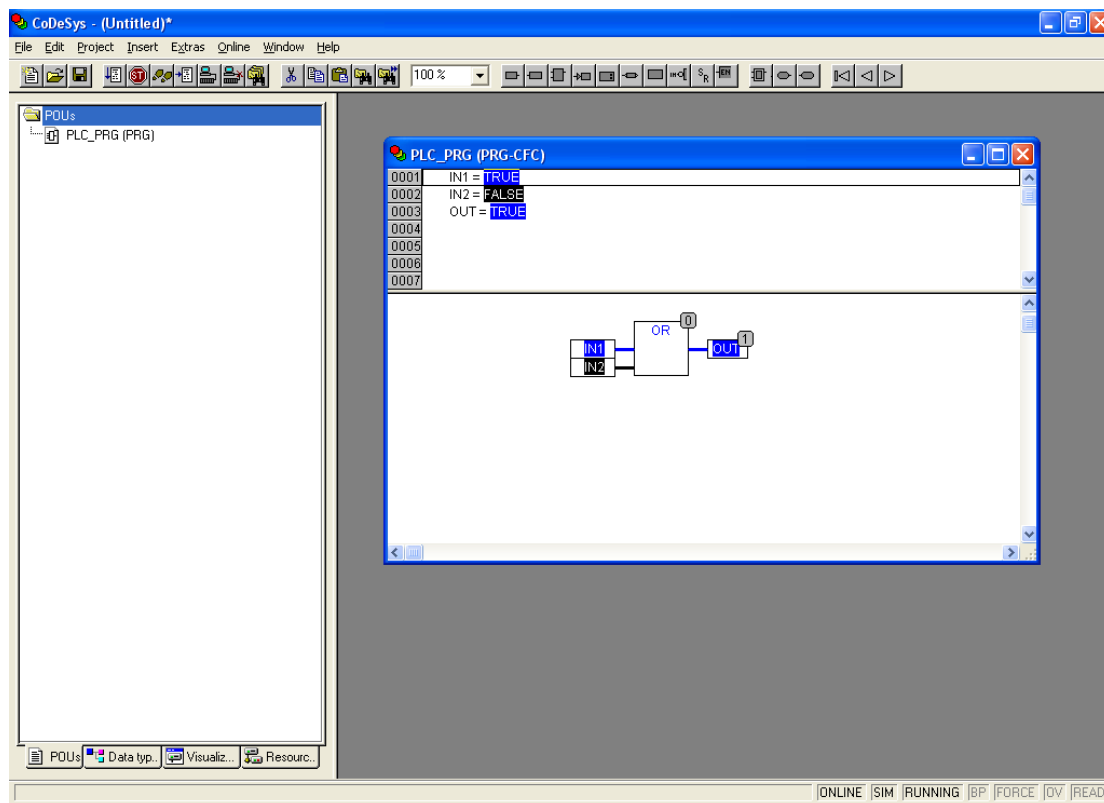 CoDeSys - (Untitled)*
File Edit Project Insert Extras Online Window Help
100 %
POUs
PLC_PRG (PRG)
PLC_PRG (PRG-CFC)
0001 IN1 = TRUE
0002 IN2 = FALSE
0003 OUT = TRUE
0004
0005
0006
0007
0
OR
1
IN1 OUT
IN2
POUs Data typ.. Visualiz... Resourc..
ONLINE SIM RUNNING BP FORCE OV READ